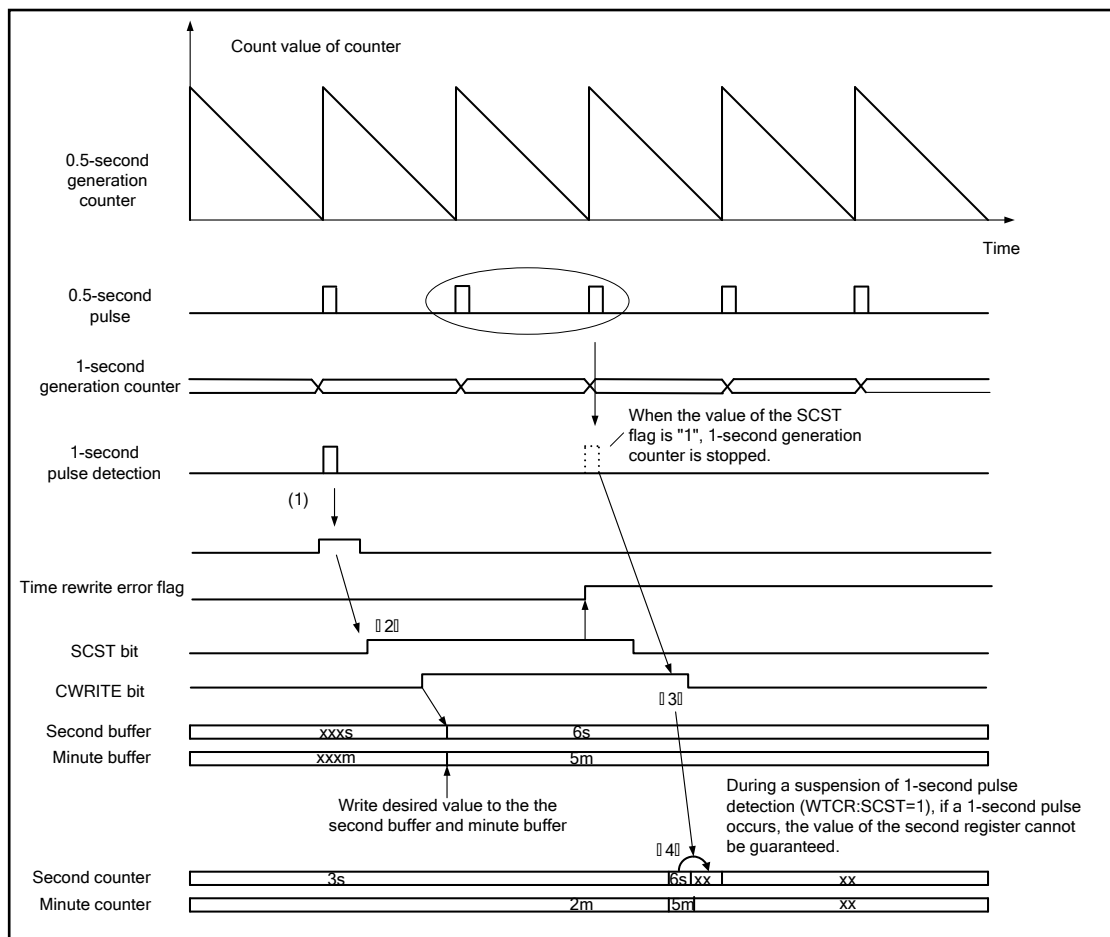 Count value of counter
0.5-second
generation
counter
Time
0.5-second
pulse
1-second
generation counter
When the value of the SCST
flag is "1", 1-second generation
counter is stopped.
1-second
pulse detection
(1)
Time rewrite error flag
2
SCST bit
CWRITE bit
3
Second buffer
xxxs
6s
Minute buffer
xxxm
5m
Write desired value to the the
second buffer and minute buffer
During a suspension of 1-second pulse
detection (WTCR:SCST=1), if a 1-second pulse
occurs, the value of the second register cannot
be guaranteed.
4
Second counter
3s
6s
xx
xx
Minute counter
2m
5m
xx